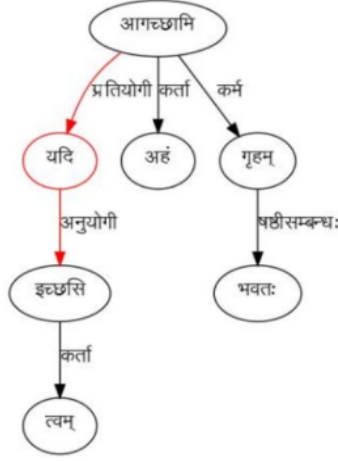 आगच्छामि
प्रतियोगी कर्ता कर्म
यदि अहं गृहम्
अनुयोगी षष्ठीसम्बन्धः
इच्छसि भवतः
कर्ता
त्वम्